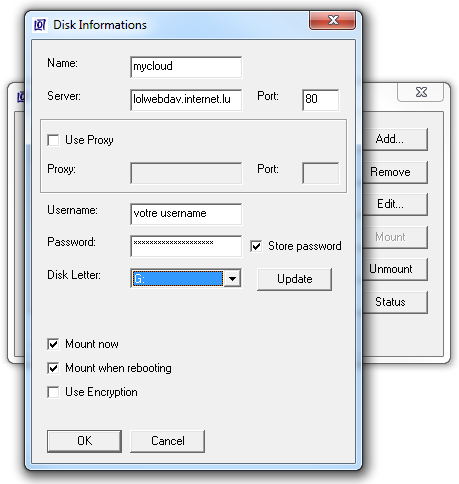 Disk Informations
Name: mycloud
Server: lolwebdav.internet.lu Port: 80
Use Proxy
Proxy: Port:
Username: votre username
Password: xxxxxxxxxxxxxxxxxxxx Store password
Disk Letter: G: Update
Mount now
Mount when rebooting
Use Encryption
OK Cancel
Add...
Remove
Edit...
Mount
Unmount
Status